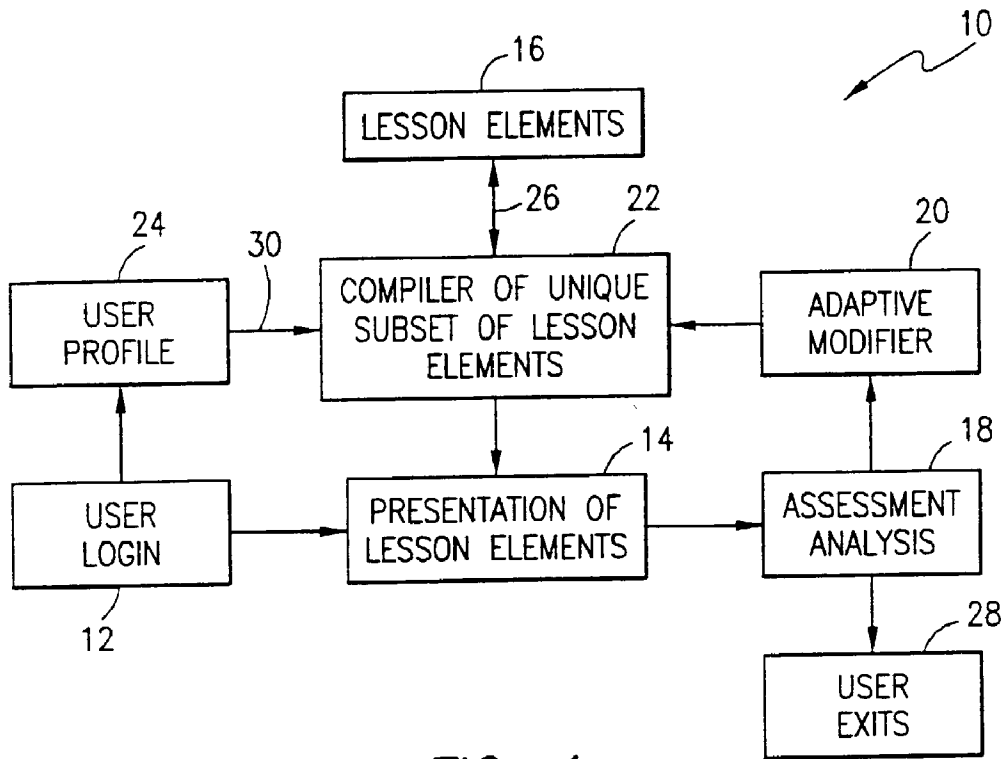 10
16
LESSON ELEMENTS
26
22
24
30
20
USER
PROFILE
COMPILER OF UNIQUE
SUBSET OF LESSON
ELEMENTS
ADAPTIVE
MODIFIER
14
18
USER
LOGIN
PRESENTATION OF
LESSON ELEMENTS
ASSESSMENT
ANALYSIS
12
28
USER
EXITS